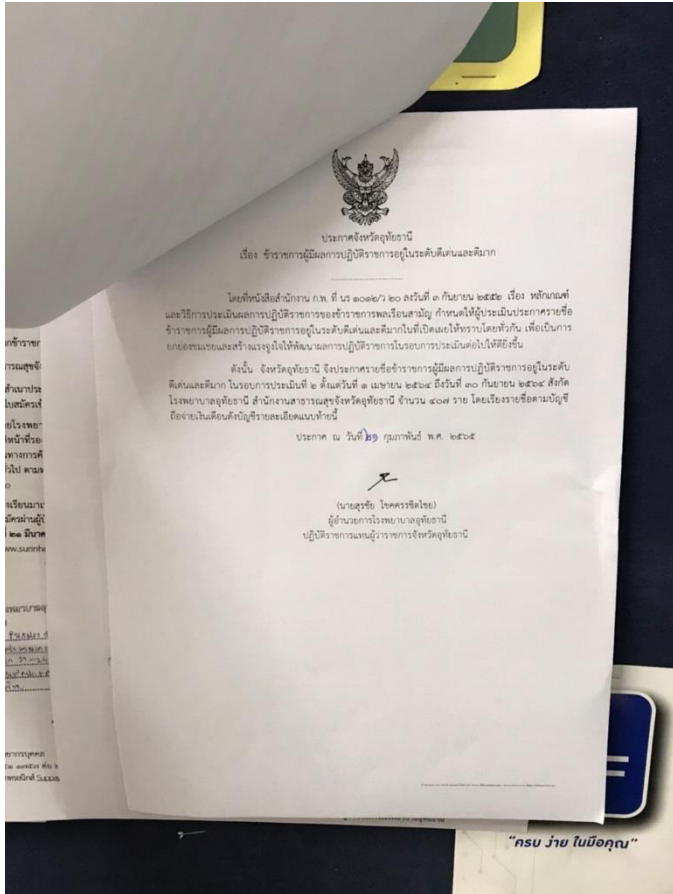 ประกาศจังหวัดอุทัยธานี
เรื่อง ข้าราชการผู้มีผลการปฏิบัติราชการอยู่ในระดับดีเด่นและดีมาก
โดยที่หนังสือสำนักงาน ก.พ. ที่ นร ๑๐๑๒/ว ๒๐ ลงวันที่ ๓ กันยายน ๒๕๕๒ เรื่อง หลักเกณฑ์
และวิธีการประเมินผลการปฏิบัติราชการของข้าราชการพลเรือนสามัญ กำหนดให้ผู้ประเมินประกาศรายชื่อ
ข้าราชการผู้มีผลการปฏิบัติราชการอยู่ในระดับดีเด่นและดีมากในที่เปิดเผยให้ทราบโดยทั่วกัน เพื่อเป็นการ
ยกย่องชมเชยและสร้างแรงจูงใจให้พัฒนาผลการปฏิบัติราชการในรอบการประเมินต่อไปให้ดียิ่งขึ้น
ดังนั้น จังหวัดอุทัยธานี จึงประกาศรายชื่อข้าราชการผู้มีผลการปฏิบัติราชการอยู่ในระดับ
ดีเด่นและดีมาก ในรอบการประเมินที่ ๒ ตั้งแต่วันที่ ๑ เมษายน ๒๕๖๔ ถึงวันที่ ๓๐ กันยายน ๒๕๖๔ สังกัด
โรงพยาบาลอุทัยธานี สำนักงานสาธารณสุขจังหวัดอุทัยธานี จำนวน ๔๐๗ ราย โดยเรียงรายชื่อตามบัญชี
ถือจ่ายเงินเดือนดังบัญชีรายละเอียดแนบท้ายนี้
ประกาศ ณ วันที่ ๒๑ กุมภาพันธ์ พ.ศ. ๒๕๖๕
(นายสุรชัย โชคครรชิตไชย)
ผู้อำนวยการโรงพยาบาลอุทัยธานี
ปฏิบัติราชการแทนผู้ว่าราชการจังหวัดอุทัยธานี
"ครบ ง่าย ในมือคุณ"